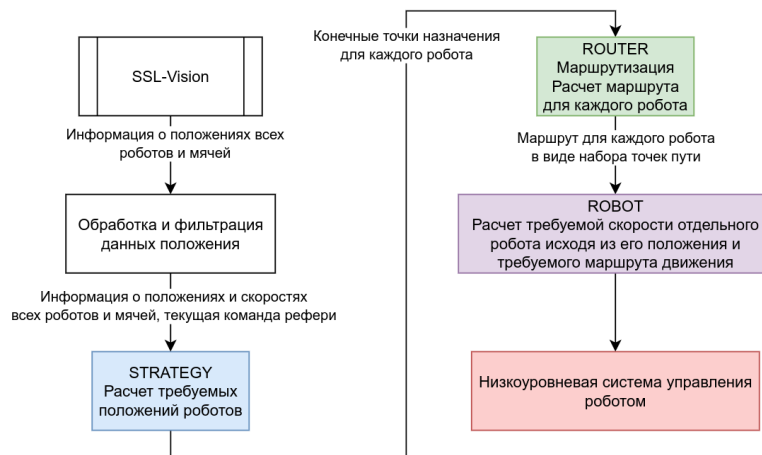 SSL-Vision
Информация о положениях всех
роботов и мячей
Обработка и фильтрация
данных положения
Информация о положениях и скоростях
всех роботов и мячей, текущая команда рефери
STRATEGY
Расчет требуемых
положений роботов
Конечные точки назначения
для каждого робота
ROUTER
Маршрутизация
Расчет маршрута
для каждого робота
Маршрут для каждого робота
в виде набора точек пути
ROBOT
Расчет требуемой скорости отдельного
робота исходя из его положения и
требуемого маршрута движения
Низкоуровневая система управления
роботом